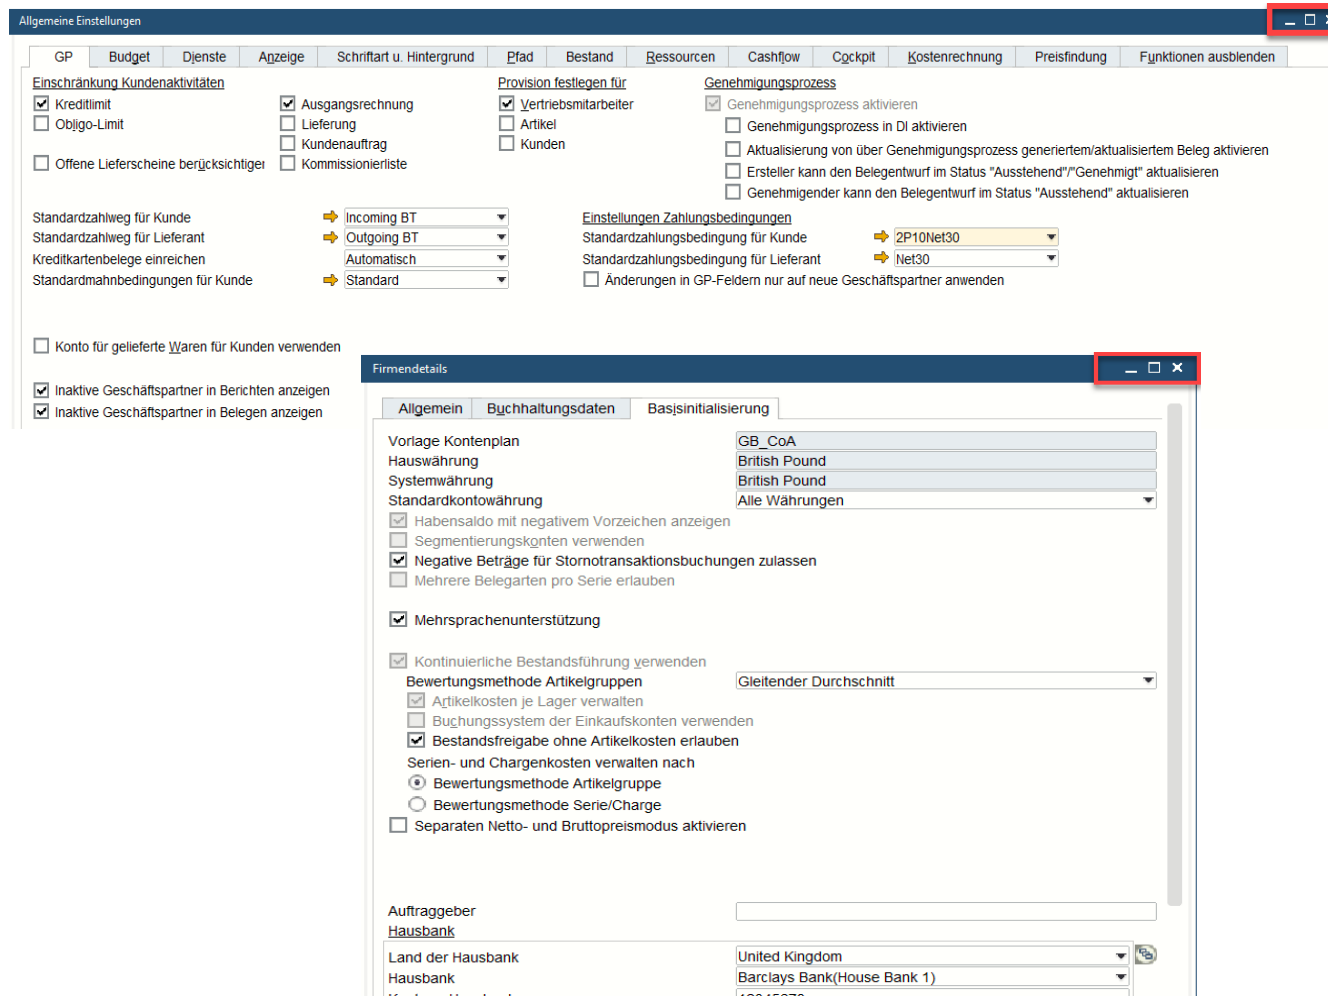 Allgemeine Einstellungen
GP Budget Dienste Anzeige Schriftart u. Hintergrund Pfad Bestand Ressourcen Cashflow Cockpit Kostenrechnung Preisfindung Funktionen ausblenden
Einschränkung Kundenaktivitäten Provision festlegen für Genehmigungsprozess
Kreditlimit Ausgangsrechnung Vertriebsmitarbeiter Genehmigungsprozess aktivieren
Obligo-Limit Lieferung Artikel Genehmigungsprozess in DI aktivieren
Kundenauftrag Kunden Aktualisierung von über Genehmigungsprozess generiertem/aktualisiertem Beleg aktivieren
Offene Lieferscheine berücksichtiger Kommissionierliste Ersteller kann den Belegentwurf im Status "Ausstehend"/"Genehmigt" aktualisieren
Genehmigender kann den Belegentwurf im Status "Ausstehend" aktualisieren
Standardzahlweg für Kunde Incoming BT Einstellungen Zahlungsbedingungen
Standardzahlweg für Lieferant Outgoing BT Standardzahlungsbedingung für Kunde 2P10Net30
Kreditkartenbelege einreichen Automatisch Standardzahlungsbedingung für Lieferant Net30
Standardmahnbedingungen für Kunde Standard Änderungen in GP-Feldern nur auf neue Geschäftspartner anwenden
Konto für gelieferte Waren für Kunden verwenden
Inaktive Geschäftspartner in Berichten anzeigen
Inaktive Geschäftspartner in Belegen anzeigen
Firmendetails
Allgemein Buchhaltungsdaten Basisinitialisierung
Vorlage Kontenplan GB_CoA
Hauswährung British Pound
Systemwährung British Pound
Standardkontowährung Alle Währungen
Habensaldo mit negativem Vorzeichen anzeigen
Segmentierungskonten verwenden
Negative Beträge für Stornotransaktionsbuchungen zulassen
Mehrere Belegarten pro Serie erlauben
Mehrsprachenunterstützung
Kontinuierliche Bestandsführung verwenden
Bewertungsmethode Artikelgruppen Gleitender Durchschnitt
Artikelkosten je Lager verwalten
Buchungssystem der Einkaufskonten verwenden
Bestandsfreigabe ohne Artikelkosten erlauben
Serien- und Chargenkosten verwalten nach
Bewertungsmethode Artikelgruppe
Bewertungsmethode Serie/Charge
Separaten Netto- und Bruttopreismodus aktivieren
Auftraggeber
Hausbank
Land der Hausbank United Kingdom
Hausbank Barclays Bank(House Bank 1)